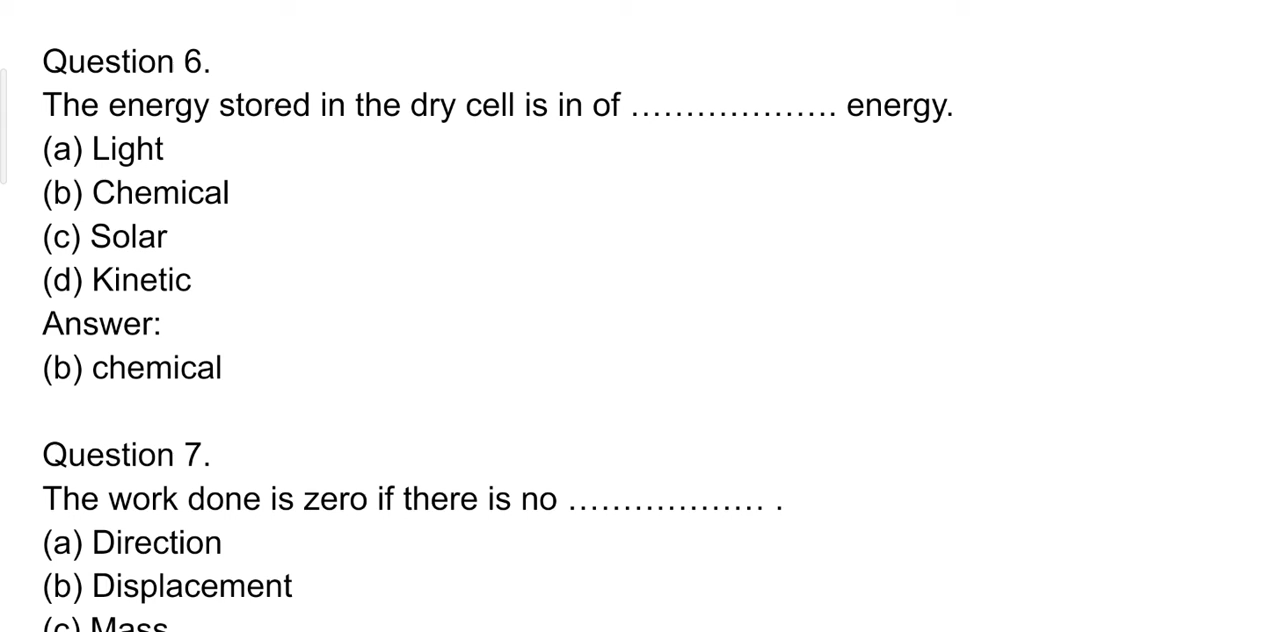 Question 6.
The energy stored in the dry cell is in of ………………. energy.
(a) Light
(b) Chemical
(c) Solar
(d) Kinetic
Answer:
(b) chemical
Question 7.
The work done is zero if there is no ……………… .
(a) Direction
(b) Displacement
(c) Mass